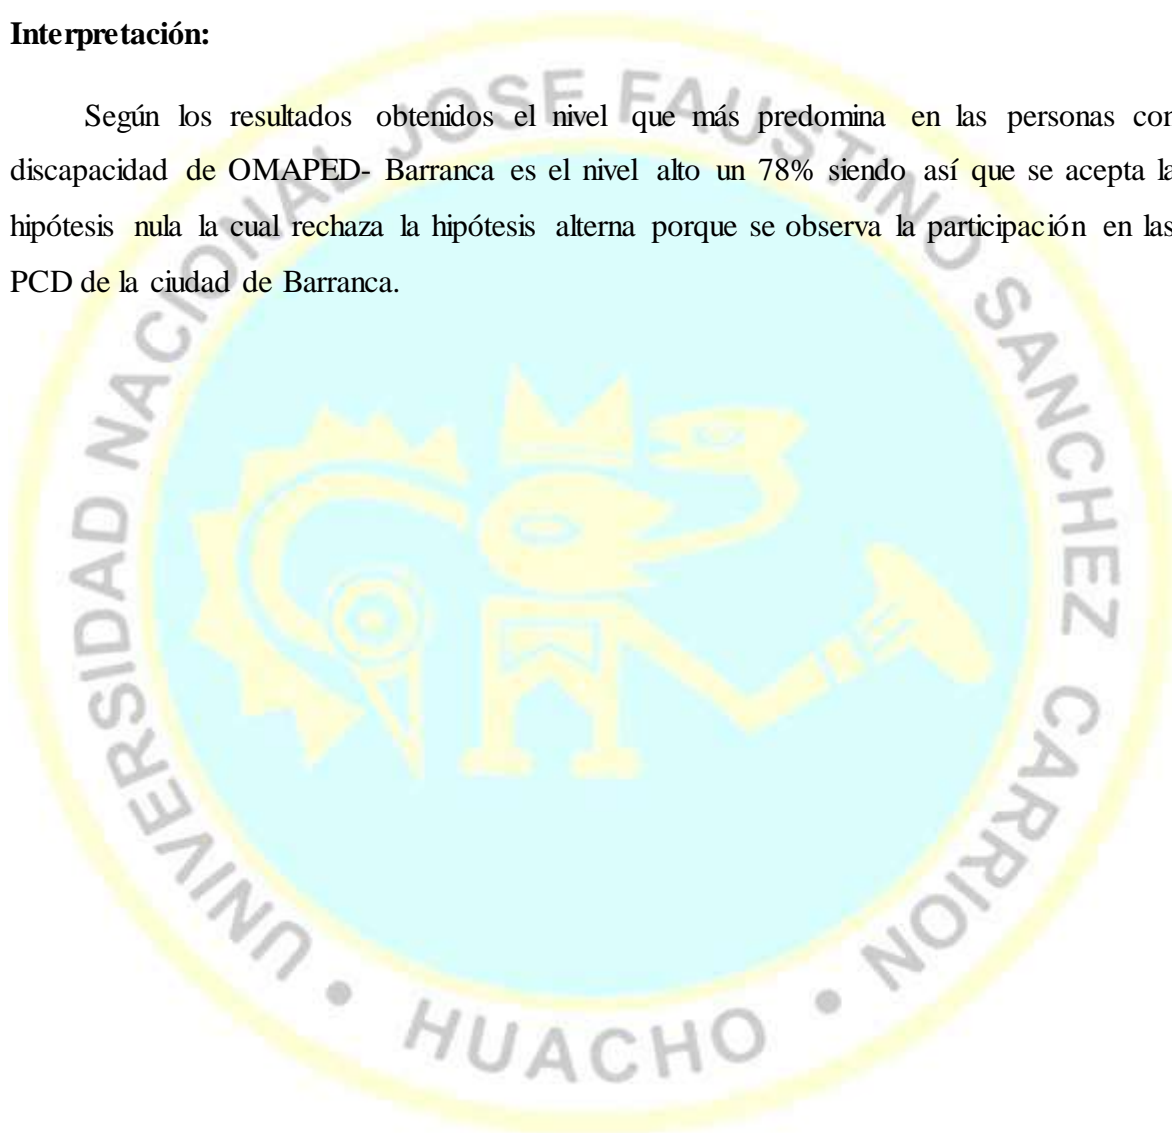 Interpretación:
Según los resultados obtenidos el nivel que más predomina en las personas con
discapacidad de OMAPED- Barranca es el nivel alto un 78% siendo así que se acepta la
hipótesis nula la cual rechaza la hipótesis alterna porque se observa la participación en las
PCD de la ciudad de Barranca.
UNIVERSIDAD NACIONAL JOSE FAUSTINO SANCHEZ CARRION
• HUACHO •